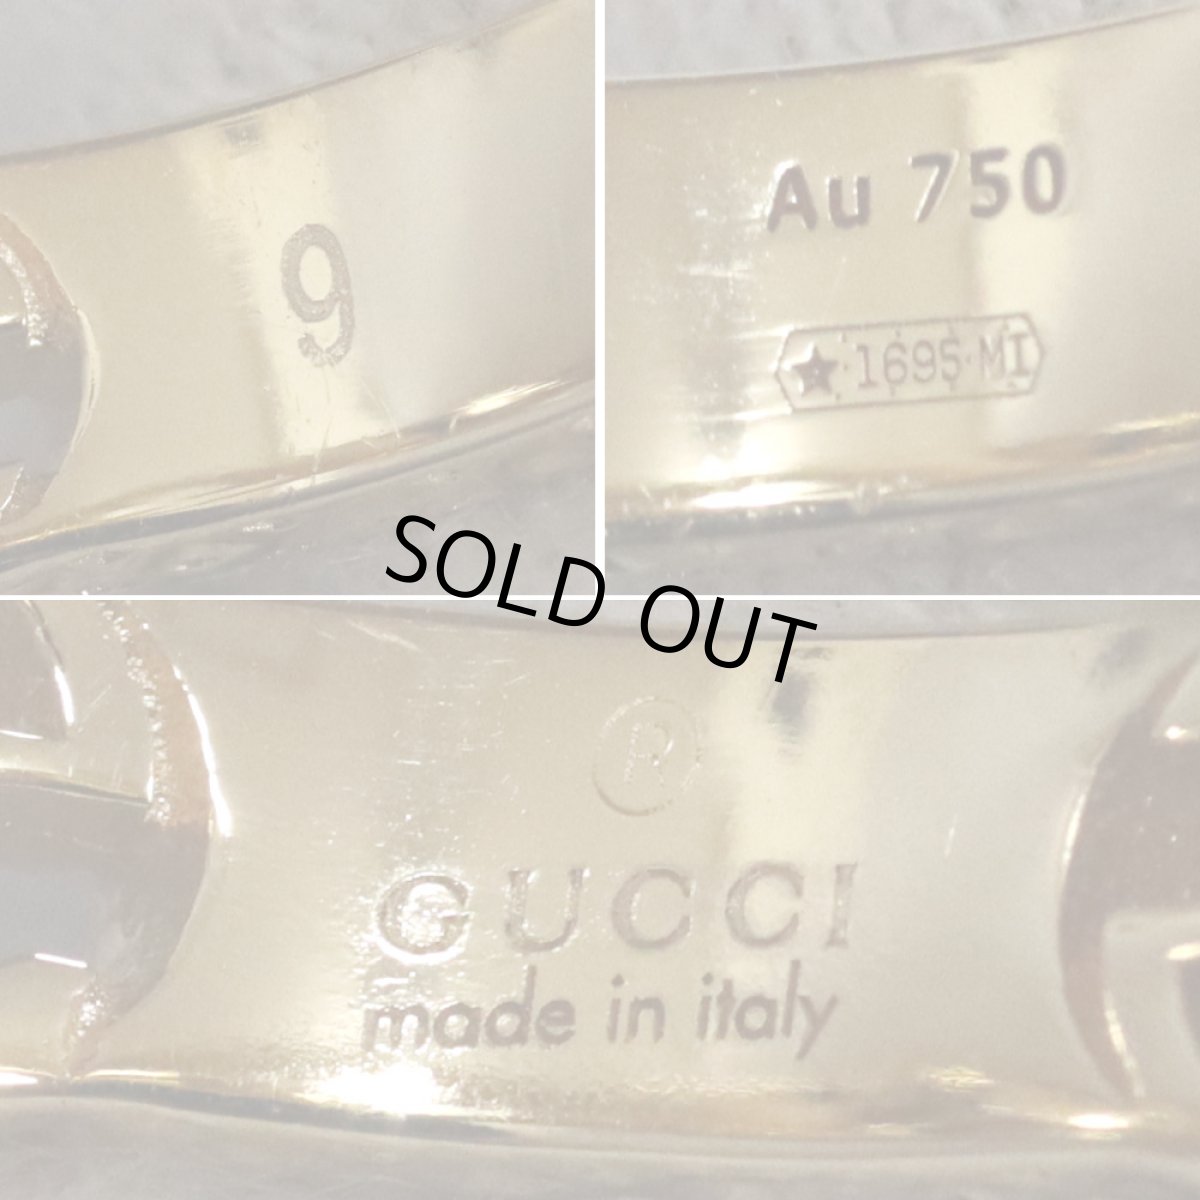 9
Au 750
★·1695·MI
SOLD OUT
®
GUCCI
made in italy